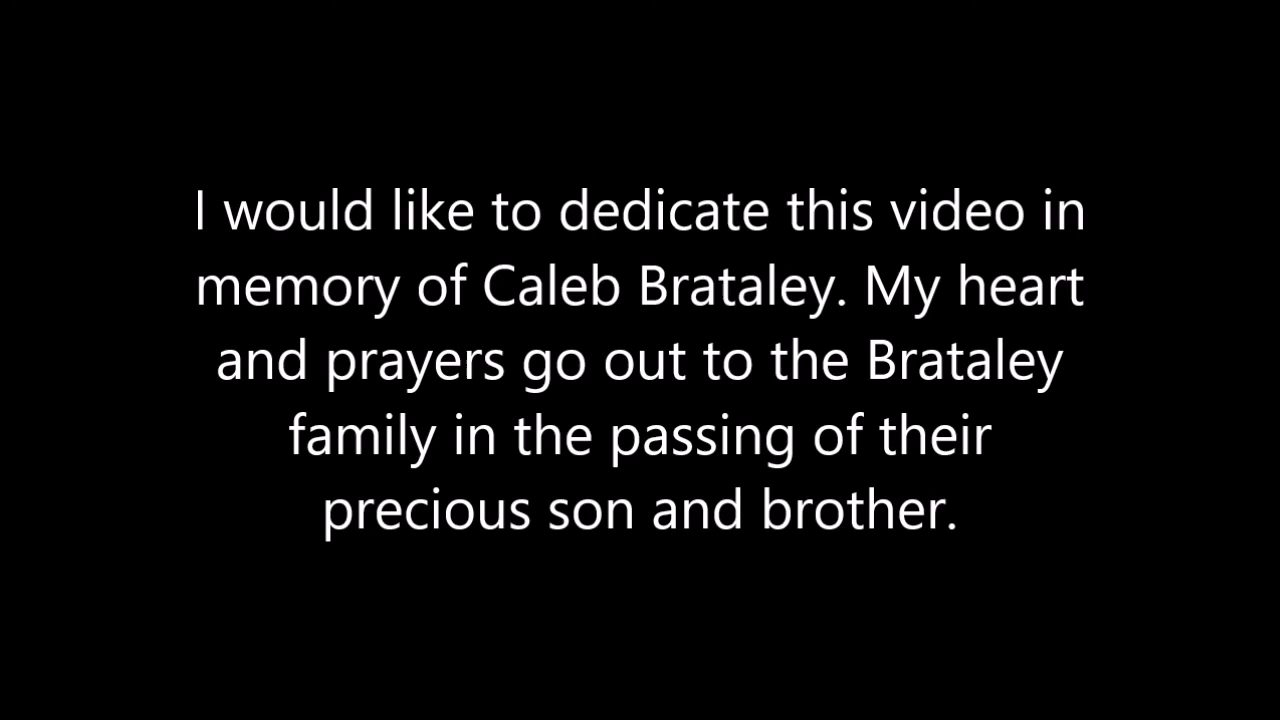 I would like to dedicate this video in
memory of Caleb Brataley. My heart
and prayers go out to the Brataley
family in the passing of their
precious son and brother.